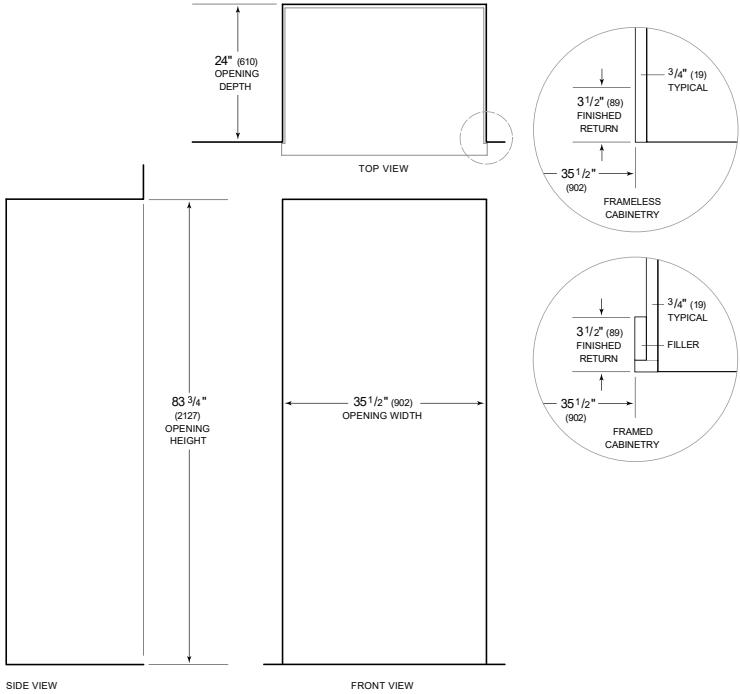 24" (610)
OPENING
DEPTH
TOP VIEW
3/4" (19)
TYPICAL
3 1/2" (89)
FINISHED
RETURN
35 1/2"
(902)
FRAMELESS
CABINETRY
3/4" (19)
TYPICAL
3 1/2" (89)
FINISHED
RETURN
FILLER
35 1/2"
(902)
FRAMED
CABINETRY
83 3/4"
(2127)
OPENING
HEIGHT
35 1/2" (902)
OPENING WIDTH
SIDE VIEW
FRONT VIEW